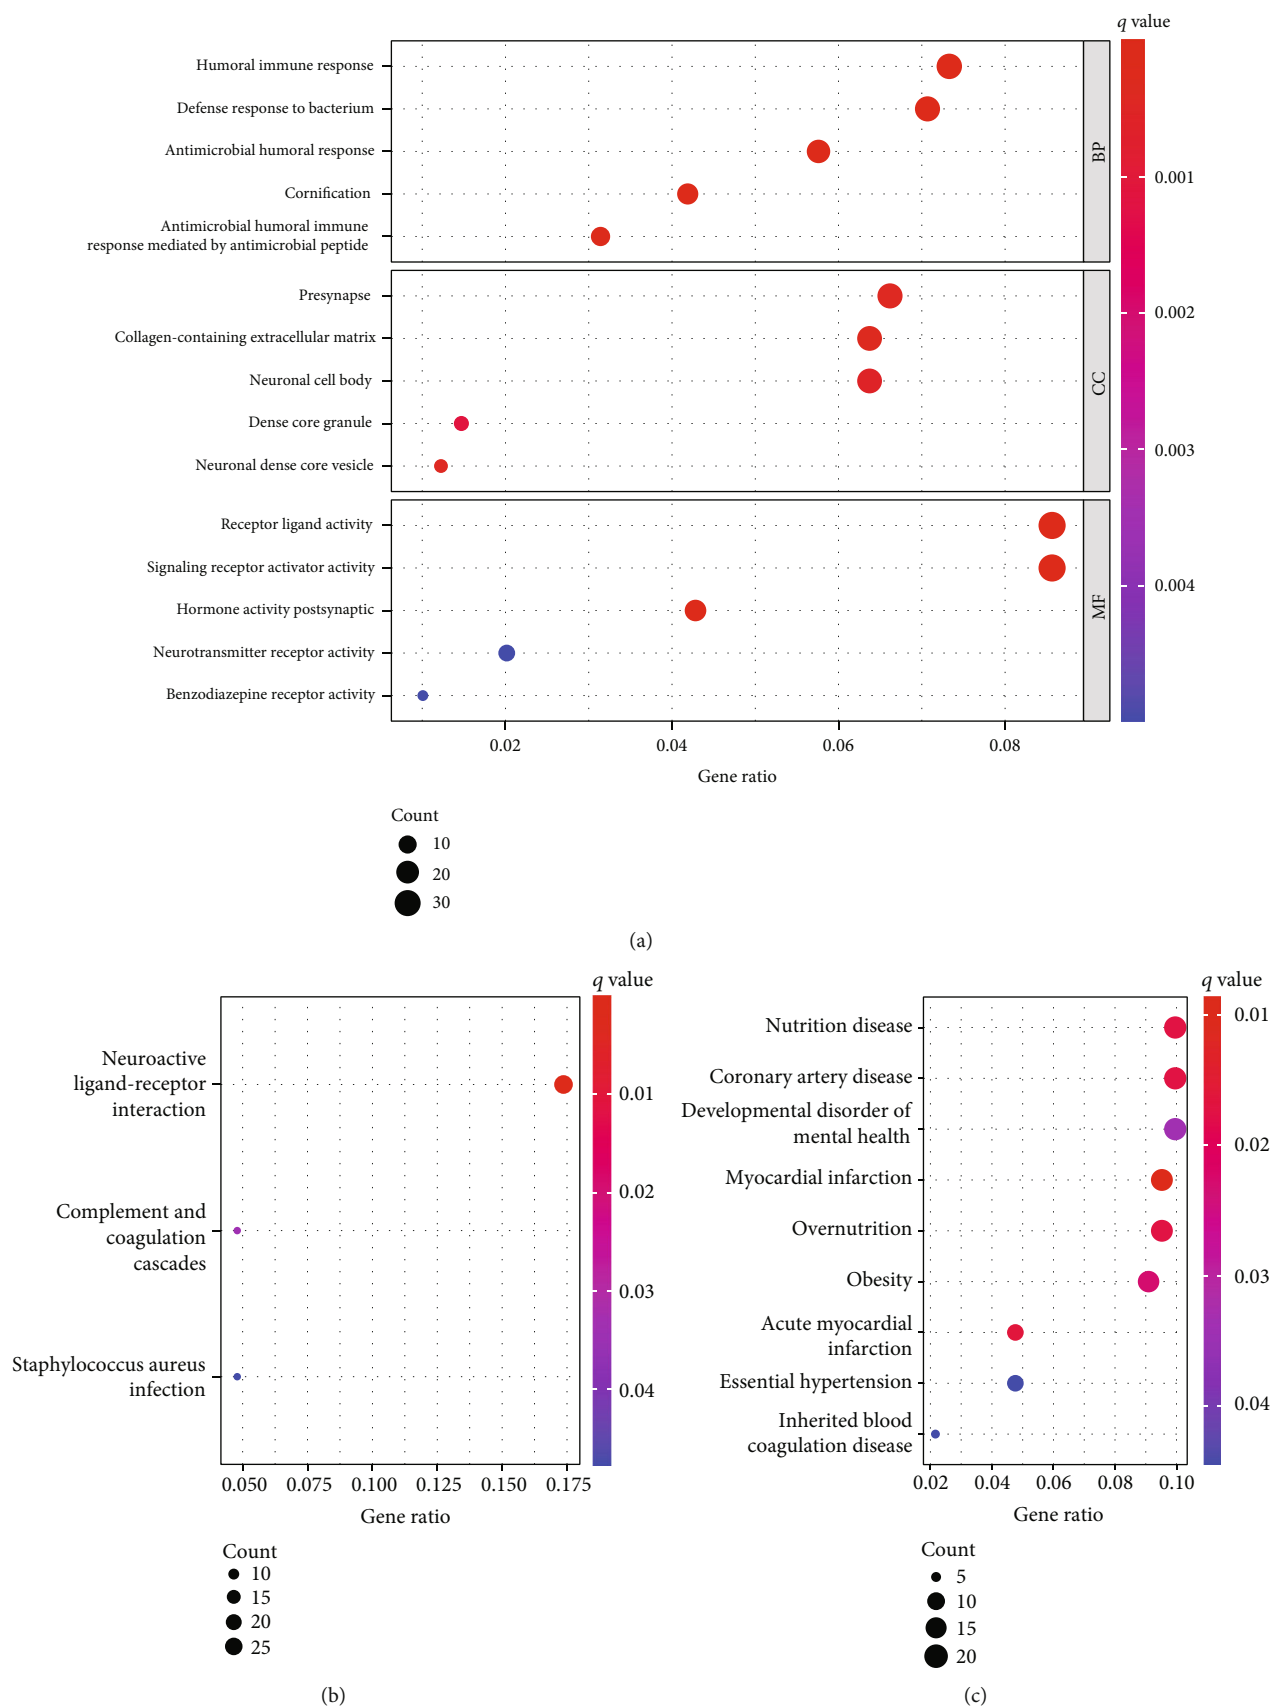 q value
Humoral immune response
Defense response to bacterium
Antimicrobial humoral response
Cornification
Antimicrobial humoral immune
response mediated by antimicrobial peptide
BP
Presynapse
Collagen-containing extracellular matrix
Neuronal cell body
Dense core granule
Neuronal dense core vesicle
CC
Receptor ligand activity
Signaling receptor activator activity
Hormone activity postsynaptic
Neurotransmitter receptor activity
Benzodiazepine receptor activity
MF
0.001
0.002
0.003
0.004
0.02 0.04 0.06 0.08
Gene ratio
Count
10
20
30
(a)
q value
Neuroactive
ligand-receptor
interaction
Complement and
coagulation
cascades
Staphylococcus aureus
infection
0.01
0.02
0.03
0.04
0.050 0.075 0.100 0.125 0.150 0.175
Gene ratio
Count
10
15
20
25
(b)
q value
Nutrition disease
Coronary artery disease
Developmental disorder of
mental health
Myocardial infarction
Overnutrition
Obesity
Acute myocardial
infarction
Essential hypertension
Inherited blood
coagulation disease
0.01
0.02
0.03
0.04
0.02 0.04 0.06 0.08 0.10
Gene ratio
Count
5
10
15
20
(c)